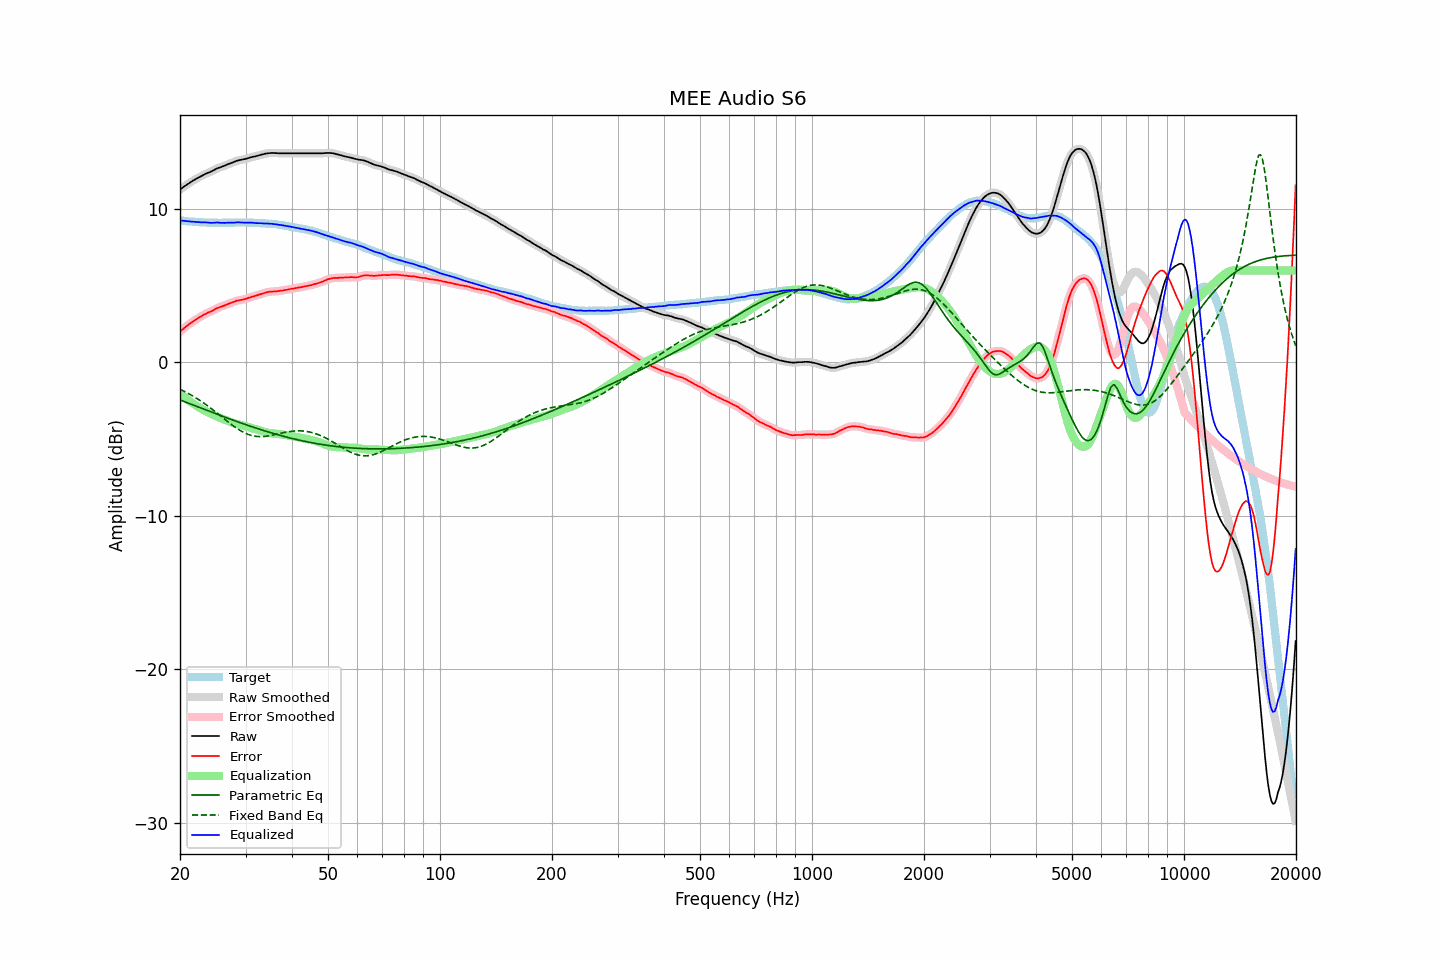 MEE Audio S6
Amplitude (dBr)
10
0
−10
−20
−30
Target
Raw Smoothed
Error Smoothed
Raw
Error
Equalization
Parametric Eq
Fixed Band Eq
Equalized
20 50 100 200 500 1000 2000 5000 10000 20000
Frequency (Hz)